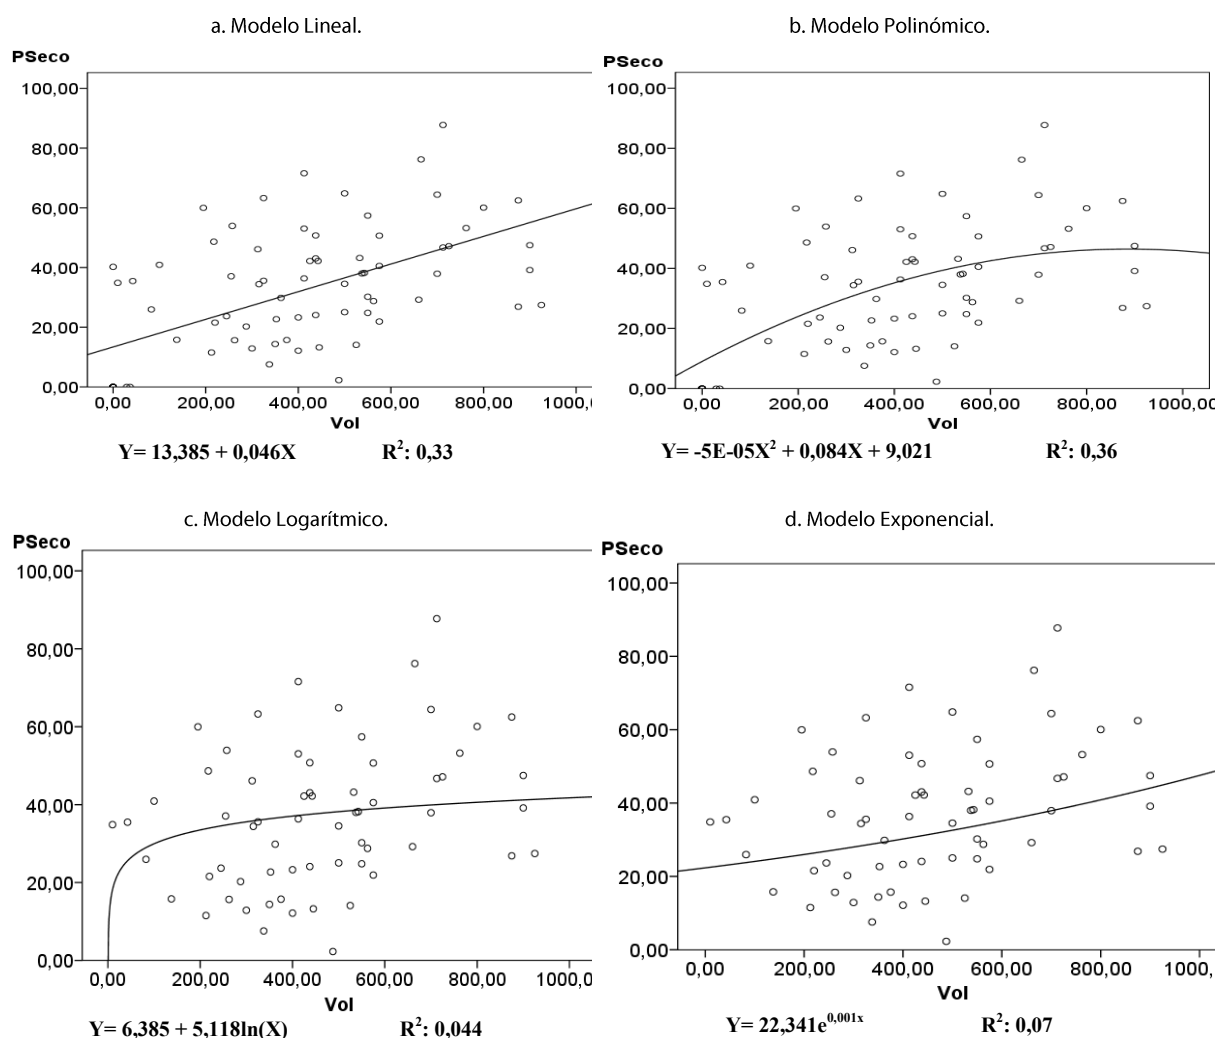 a. Modelo Lineal.
PSeco
100,00
80,00
60,00
40,00
20,00
0,00
0,00 200,00 400,00 600,00 800,00 1000,0
Vol
Y= 13,385 + 0,046X R²: 0,33
b. Modelo Polinómico.
PSeco
100,00
80,00
60,00
40,00
20,00
0,00
0,00 200,00 400,00 600,00 800,00 1000,00
Vol
Y= -5E-05X² + 0,084X + 9,021 R²: 0,36
c. Modelo Logarítmico.
PSeco
100,00
80,00
60,00
40,00
20,00
0,00
0,00 200,00 400,00 600,00 800,00 1000,0
Vol
Y= 6,385 + 5,118ln(X) R²: 0,044
d. Modelo Exponencial.
PSeco
100,00
80,00
60,00
40,00
20,00
0,00
0,00 200,00 400,00 600,00 800,00 1000,
Vol
Y= 22,341e^0,001x R²: 0,07